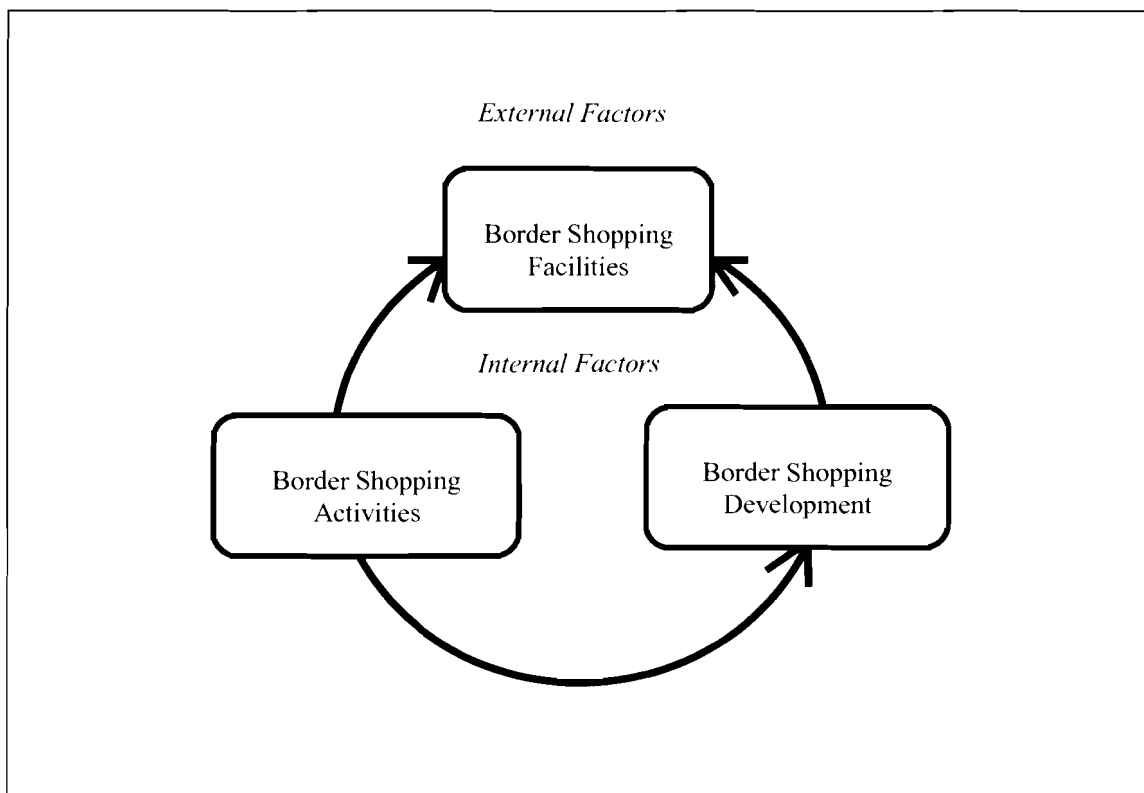 External Factors
Border Shopping
Facilities
Internal Factors
Border Shopping
Activities
Border Shopping
Development